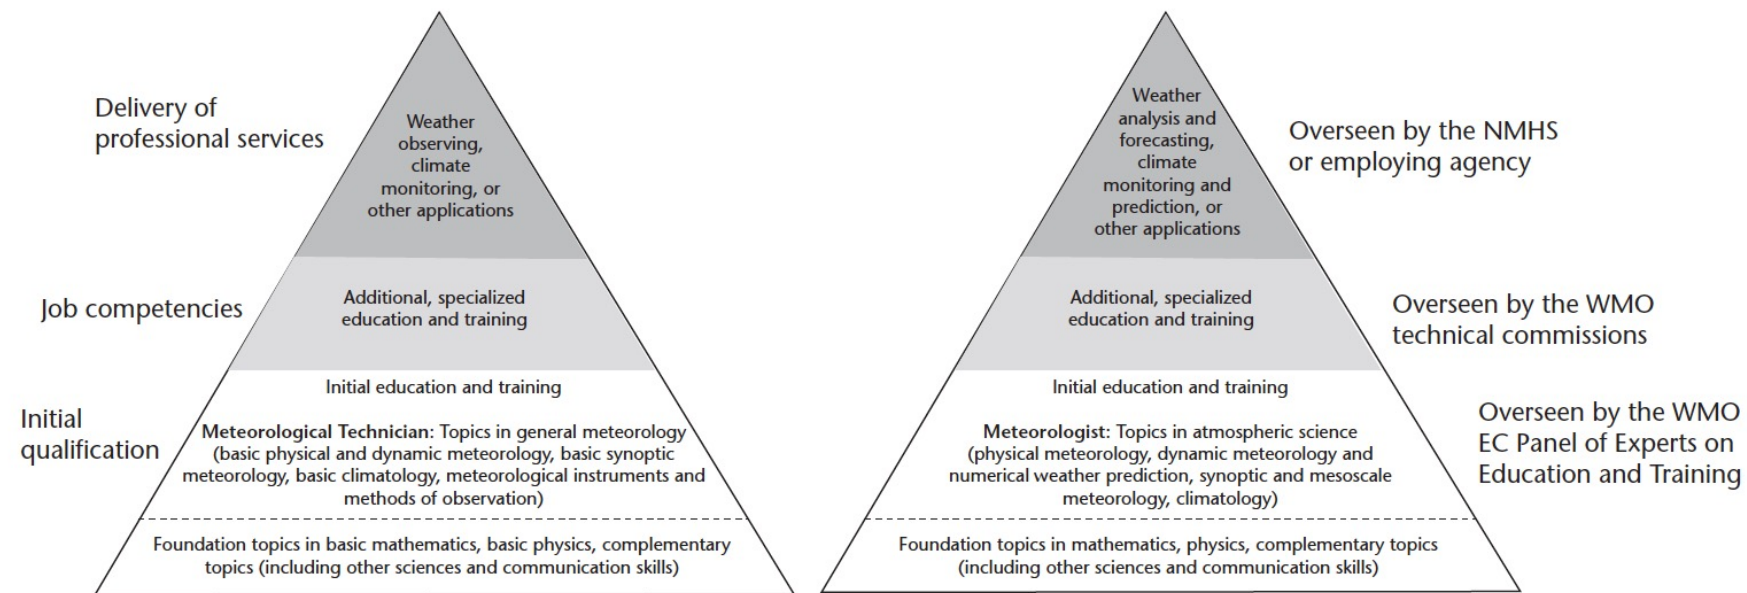 Delivery of
professional services
Weather
observing,
climate
monitoring, or
other applications
Job competencies
Additional, specialized
education and training
Initial
qualification
Initial education and training
Meteorological Technician: Topics in general meteorology
(basic physical and dynamic meteorology, basic synoptic
meteorology, basic climatology, meteorological instruments and
methods of observation)
Foundation topics in basic mathematics, basic physics, complementary
topics (including other sciences and communication skills)
Weather
analysis and
forecasting,
climate
monitoring and
prediction, or
other applications
Overseen by the NMHS
or employing agency
Additional, specialized
education and training
Overseen by the WMO
technical commissions
Initial education and training
Meteorologist: Topics in atmospheric science
(physical meteorology, dynamic meteorology and
numerical weather prediction, synoptic and mesoscale
meteorology, climatology)
Overseen by the WMO
EC Panel of Experts on
Education and Training
Foundation topics in mathematics, physics, complementary topics
(including other sciences and communication skills)